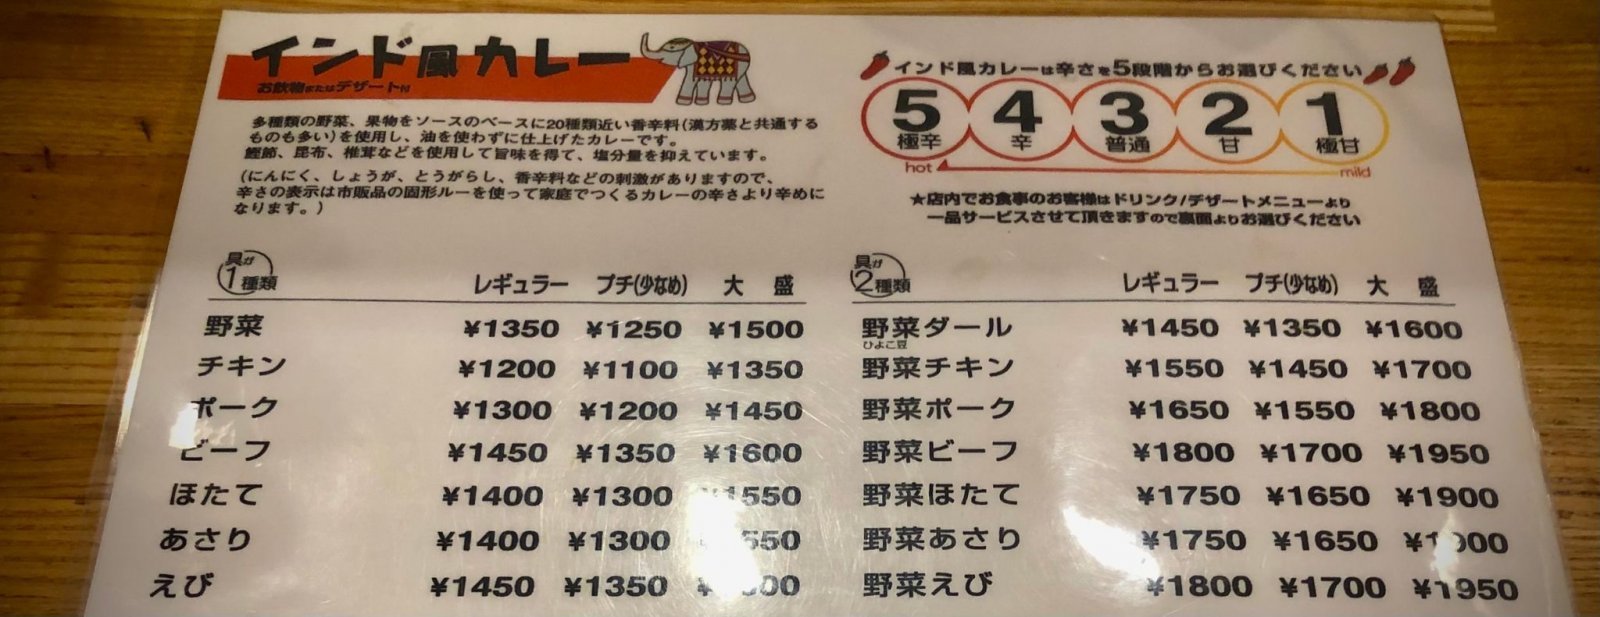 インド風カレー
お飲物またはデザート付
多種類の野菜、果物をソースのベースに20種類近い香辛料(漢方薬と共通する
ものも多い)を使用し、油を使わずに仕上げたカレーです。
鰹節、昆布、椎茸などを使用して旨味を得て、塩分量を抑えています。
(にんにく、しょうが、とうがらし、香辛料などの刺激がありますので、
辛さの表示は市販品の固形ルーを使って家庭でつくるカレーの辛さより辛めに
なります。)
インド風カレーは辛さを5段階からお選びください
5 4 3 2 1
極辛 辛 普通 甘 極甘
hot mild
★店内でお食事のお客様はドリンク/デザートメニューより
一品サービスさせて頂きますので裏面よりお選びください
具が1種類 レギュラー プチ(少なめ) 大盛
野菜 ¥1350 ¥1250 ¥1500
チキン ¥1200 ¥1100 ¥1350
ポーク ¥1300 ¥1200 ¥1450
ビーフ ¥1450 ¥1350 ¥1600
ほたて ¥1400 ¥1300 ¥1550
あさり ¥1400 ¥1300
えび ¥1450 ¥1350
具が2種類 レギュラー プチ(少なめ) 大盛
野菜ダール ¥1450 ¥1350 ¥1600
ひよこ豆
野菜チキン ¥1550 ¥1450 ¥1700
野菜ポーク ¥1650 ¥1550 ¥1800
野菜ビーフ ¥1800 ¥1700 ¥1950
野菜ほたて ¥1750 ¥1650 ¥1900
野菜あさり ¥1750 ¥1650
野菜えび ¥1800 ¥1700 ¥1950